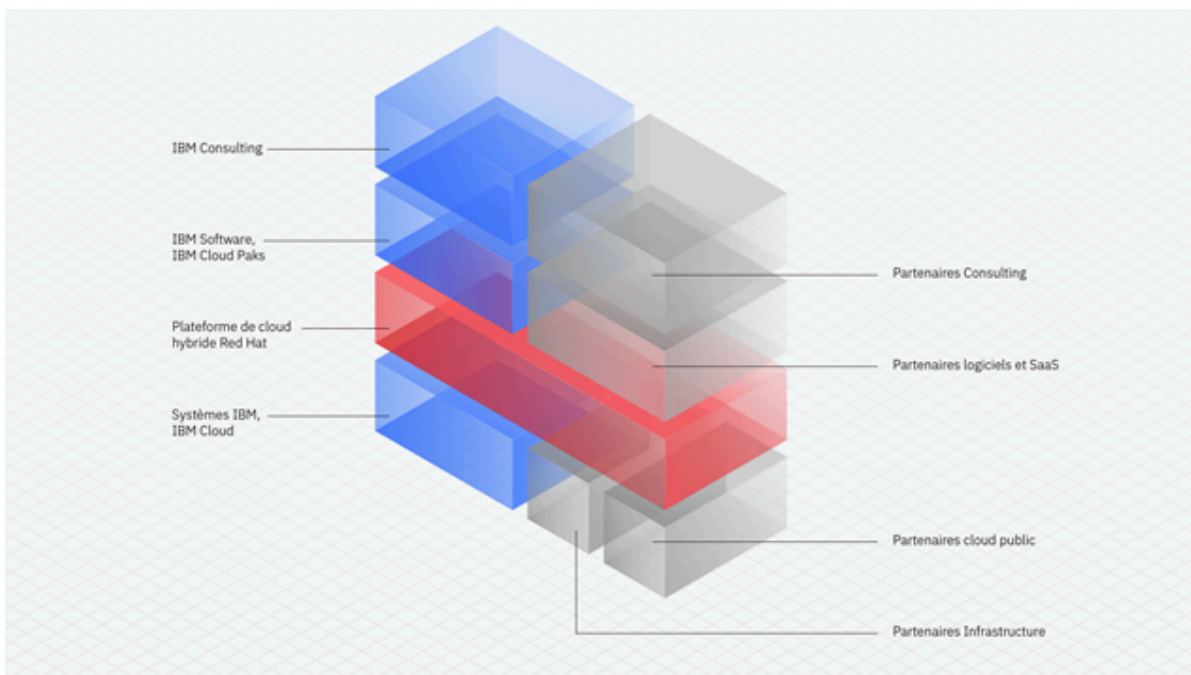 IBM Consulting
IBM Software,
IBM Cloud Paks
Plateforme de cloud
hybride Red Hat
Systèmes IBM,
IBM Cloud
Partenaires Consulting
Partenaires logiciels et SaaS
Partenaires cloud public
Partenaires Infrastructure